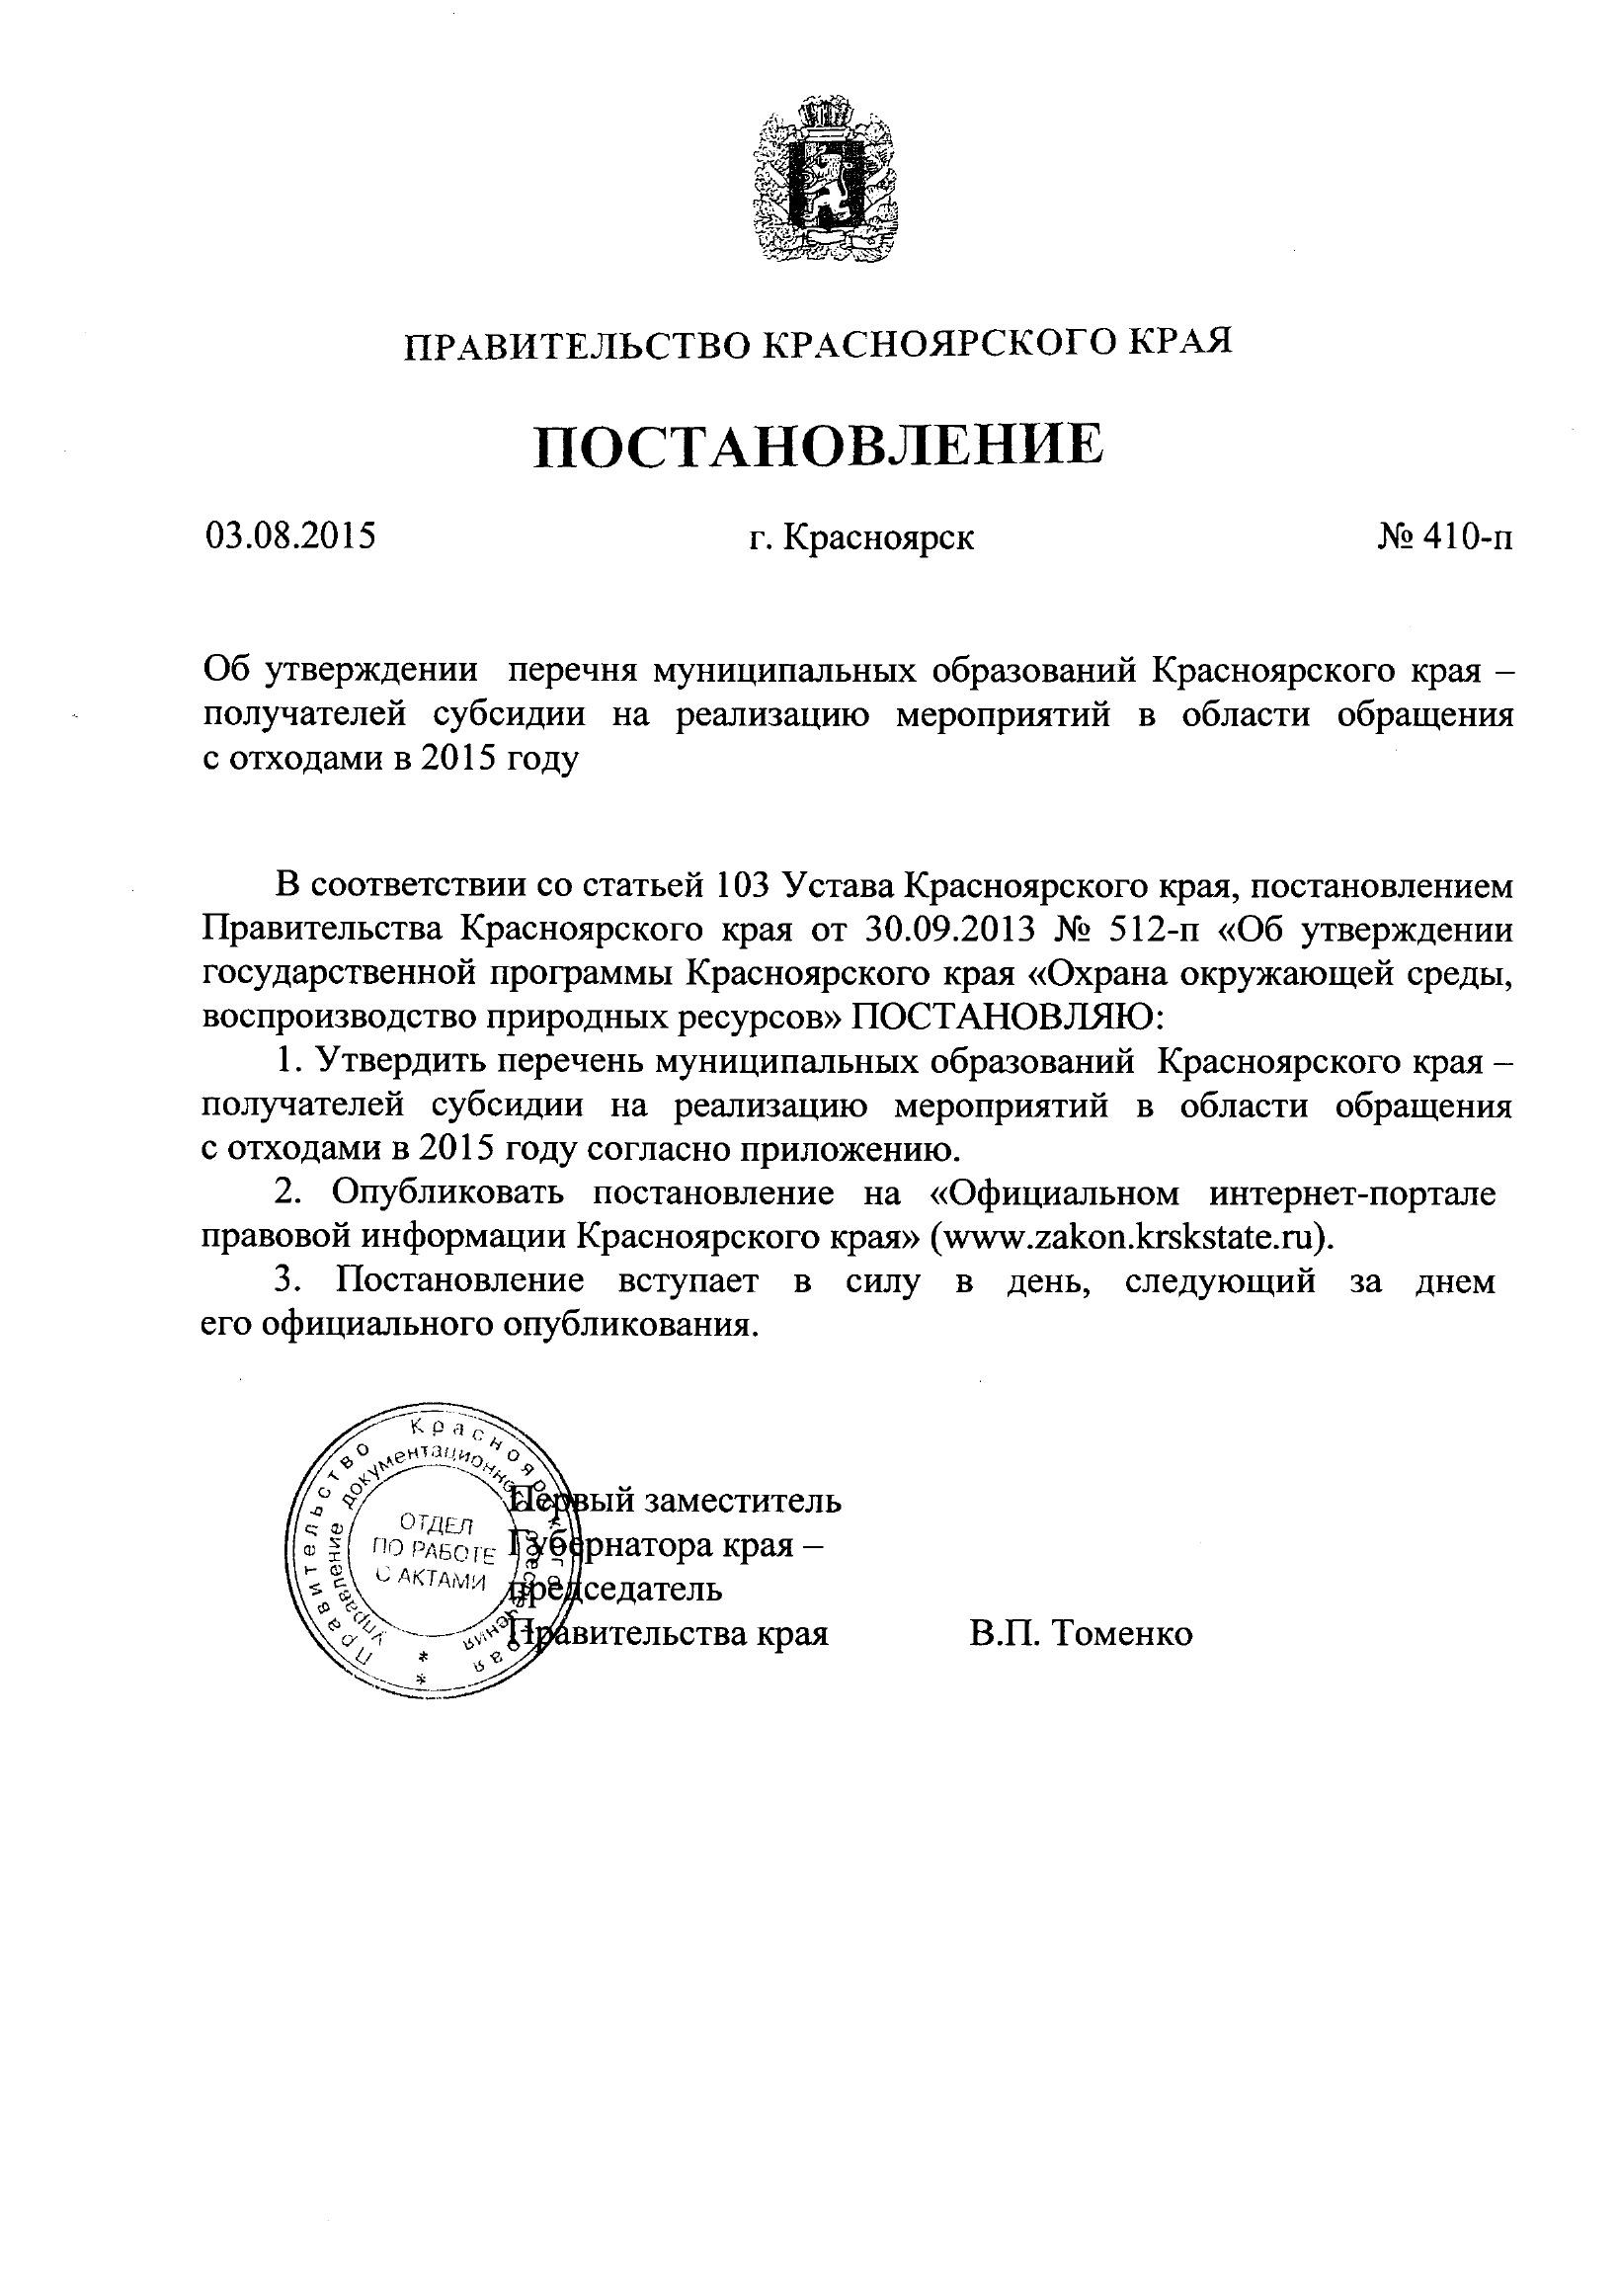 ПРАВИТЕЛЬСТВО КРАСНОЯРСКОГО КРАЯ
ПОСТАНОВЛЕНИЕ
03.08.2015 г. Красноярск № 410-п
Об утверждении перечня муниципальных образований Красноярского края –
получателей субсидии на реализацию мероприятий в области обращения
с отходами в 2015 году
В соответствии со статьей 103 Устава Красноярского края, постановлением
Правительства Красноярского края от 30.09.2013 № 512-п «Об утверждении
государственной программы Красноярского края «Охрана окружающей среды,
воспроизводство природных ресурсов» ПОСТАНОВЛЯЮ:
1. Утвердить перечень муниципальных образований Красноярского края –
получателей субсидии на реализацию мероприятий в области обращения
с отходами в 2015 году согласно приложению.
2. Опубликовать постановление на «Официальном интернет-портале
правовой информации Красноярского края» (www.zakon.krskstate.ru).
3. Постановление вступает в силу в день, следующий за днем
его официального опубликования.
Правительство Красноярского края
Управление документационного обеспечения
ОТДЕЛ
ПО РАБОТЕ
С АКТАМИ
Первый заместитель
Губернатора края –
председатель
Правительства края В.П. Томенко